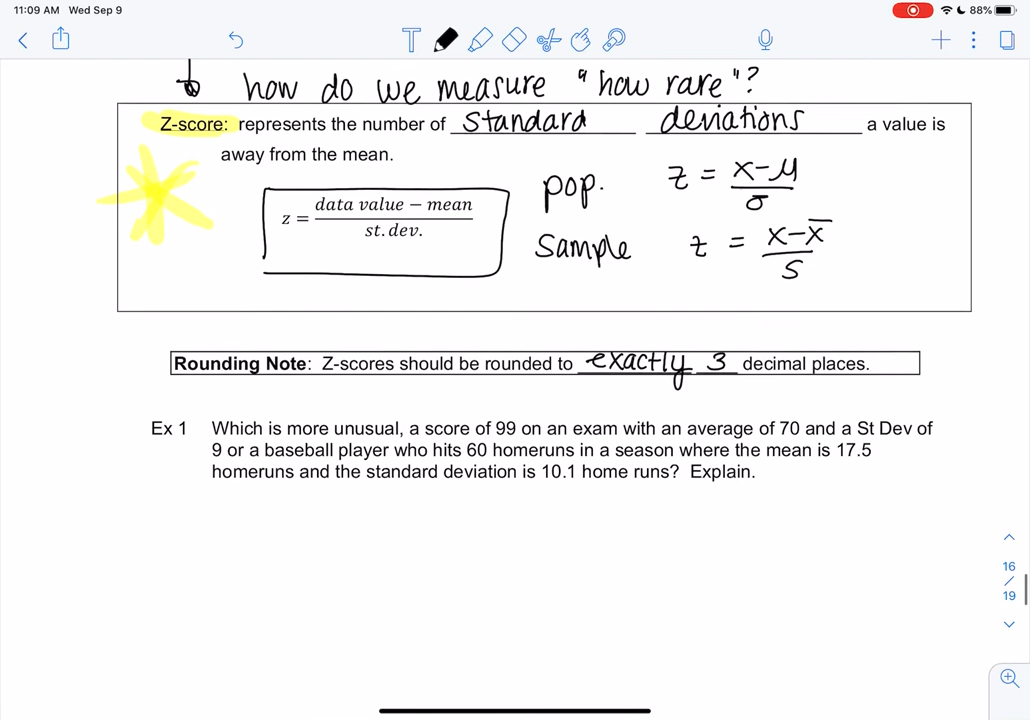 11:09 AM Wed Sep 9
88%
how do we measure "how rare"?
Z-score: represents the number of standard deviations a value is
away from the mean.
z = data value − mean
st. dev.
pop. z = x-μ
σ
Sample z = x-x̅
s
Rounding Note: Z-scores should be rounded to exactly 3 decimal places.
Ex 1 Which is more unusual, a score of 99 on an exam with an average of 70 and a St Dev of
9 or a baseball player who hits 60 homeruns in a season where the mean is 17.5
homeruns and the standard deviation is 10.1 home runs? Explain.
16
/
19